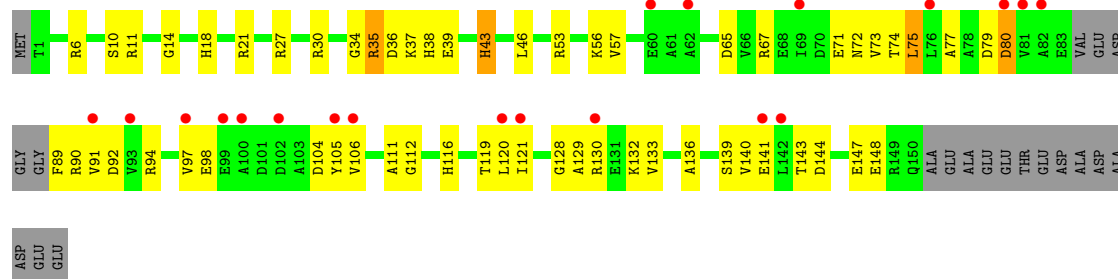 MET T1 R6 S10 R11 G14 H18 R21 R27 R30 G34 R35 D36 K37 H38 E39 H43 L46 R53 K56 V57 E60 A61 A62 D65 V66 R67 E68 I69 D70 E71 N72 V73 T74 L75 L76 A77 A78 D79 D80 V81 A82 E83 VAL GLU ASP
GLY GLY F89 R90 V91 D92 V93 R94 V97 E98 E99 A100 D101 D102 A103 D104 Y105 V106 A111 G112 H116 T119 L120 I121 G128 A129 R130 E131 K132 V133 A136 S139 V140 E141 L142 T143 D144 E147 E148 R149 Q150 ALA GLU ALA GLU GLU THR GLU ASP ALA ASP ALA
ASP GLU GLU